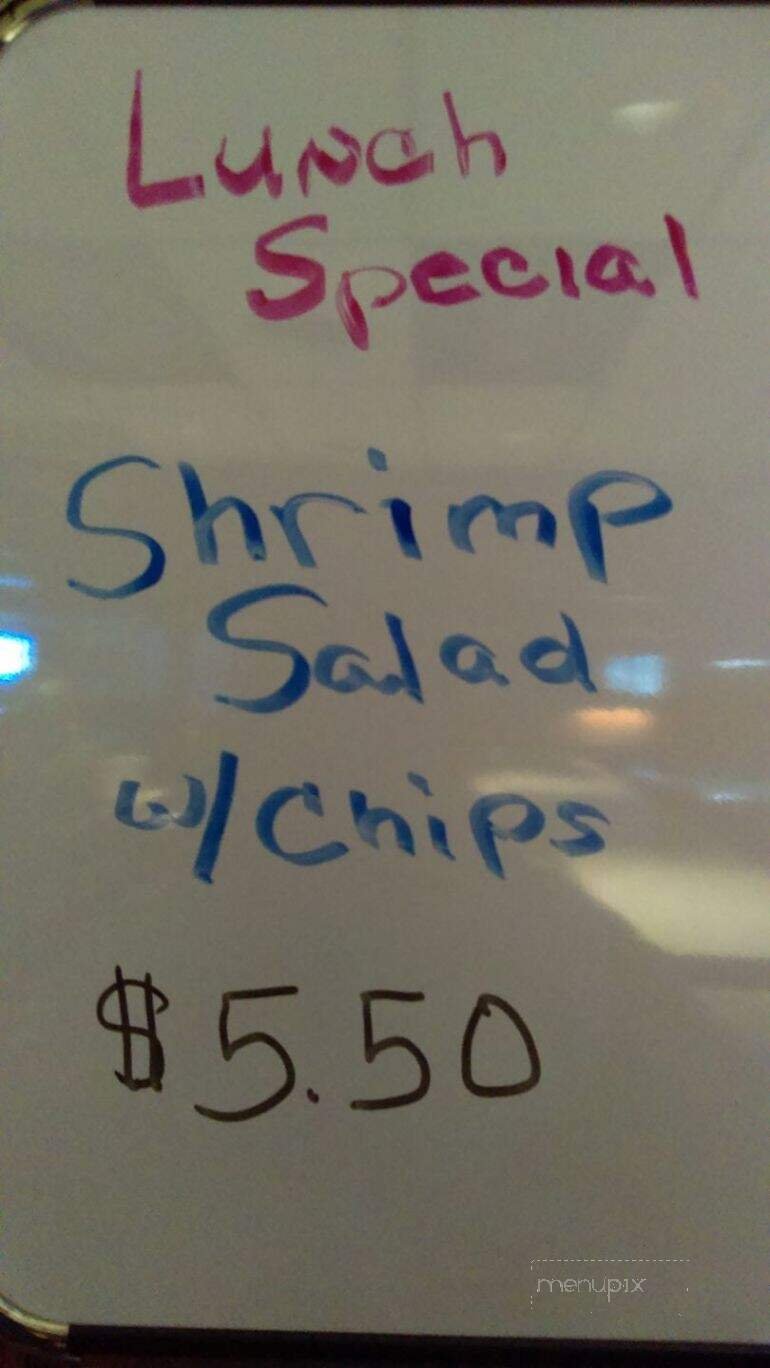 Lunch
Special
Shrimp
Salad
w/Chips
$5.50
menupix